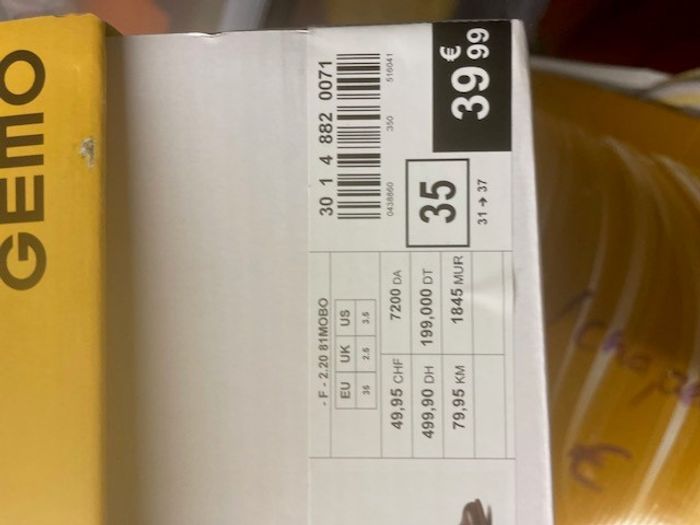 GEMO
- F - 2.20 81MOBO
EU UK US
35 2.5 3.5
49,95 CHF 7200 DA
499,90 DH 199,000 DT
79,95 KM 1845 MUR
30 1 4 882 0071
0438860 350 516041
35
31 → 37
39 € 99